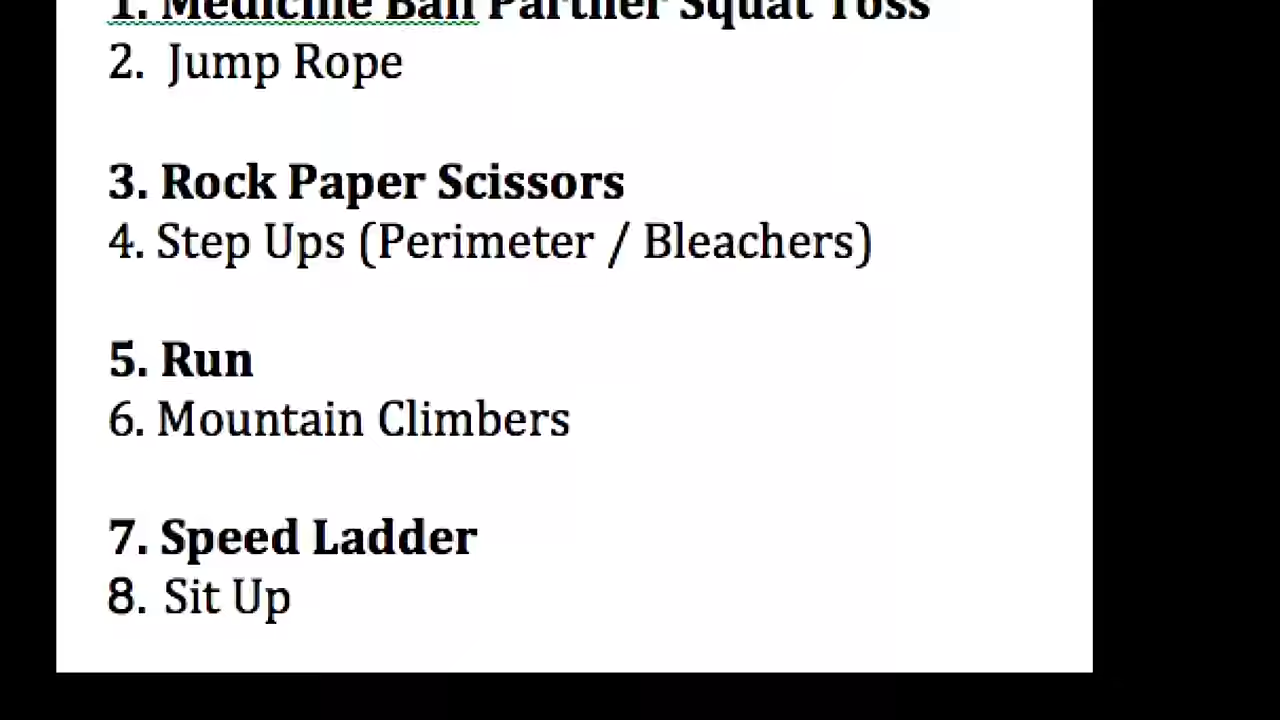 1. Medicine Ball Partner Squat Toss
2. Jump Rope
3. Rock Paper Scissors
4. Step Ups (Perimeter / Bleachers)
5. Run
6. Mountain Climbers
7. Speed Ladder
8. Sit Up